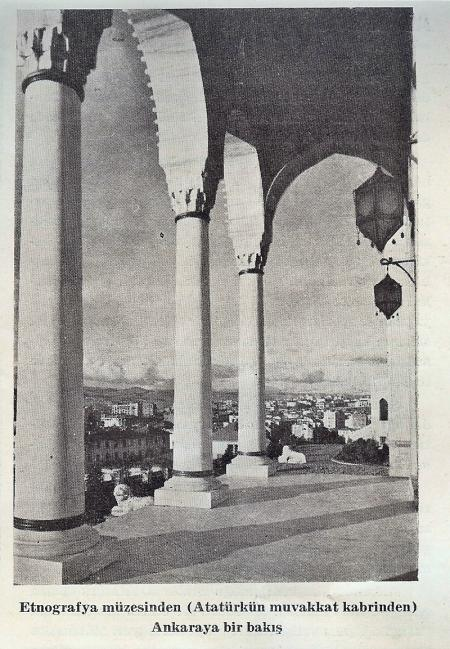 Etnografya müzesinden (Atatürkün muvakkat kabrinden)
Ankaraya bir bakış